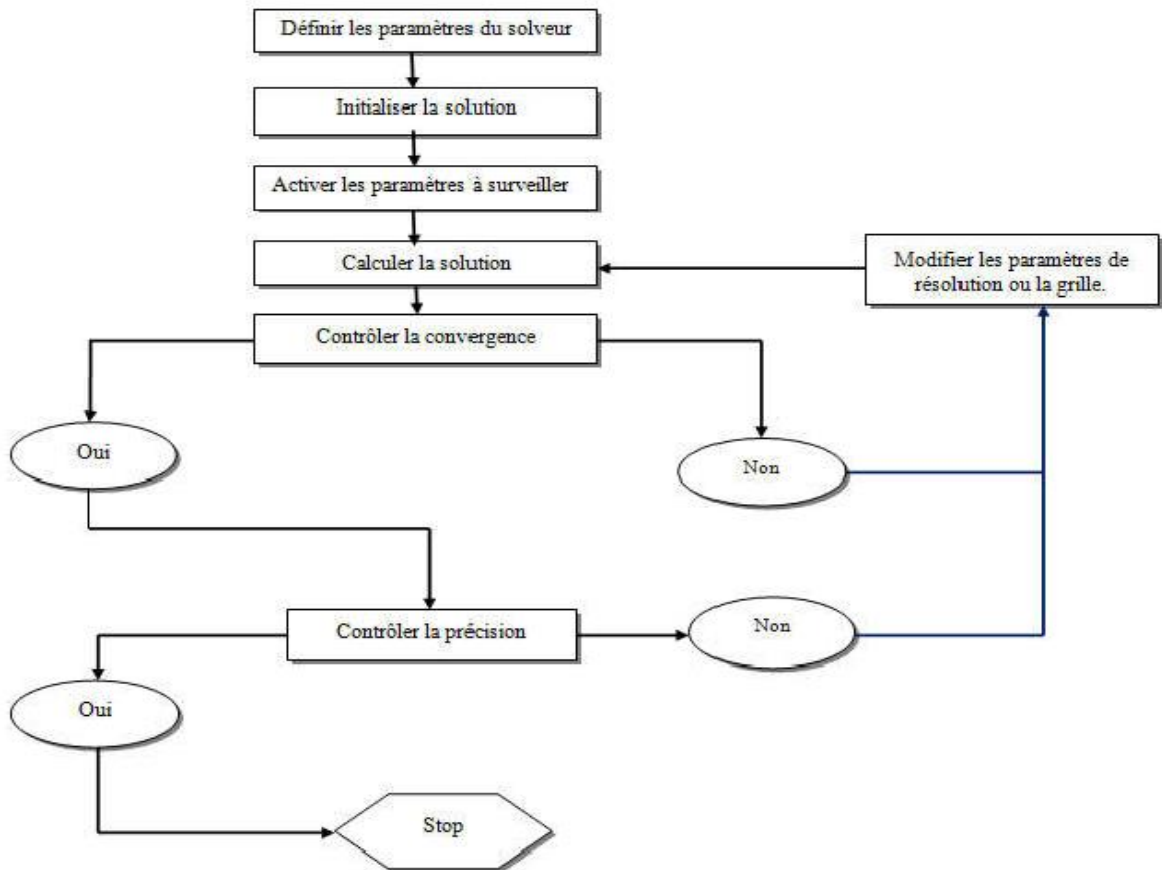 Définir les paramètres du solveur
Initialiser la solution
Activer les paramètres à surveiller
Calculer la solution
Modifier les paramètres de
résolution ou la grille.
Contrôler la convergence
Oui
Non
Contrôler la précision
Non
Oui
Stop